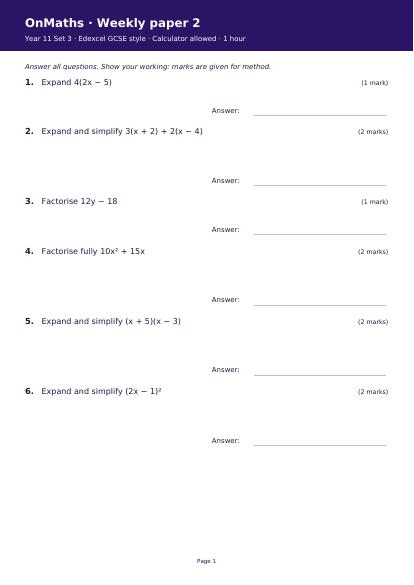 OnMaths · Weekly paper 2
Year 11 Set 3 · Edexcel GCSE style · Calculator allowed · 1 hour
Answer all questions. Show your working: marks are given for method.
1. Expand 4(2x − 5) (1 mark)
Answer:
2. Expand and simplify 3(x + 2) + 2(x − 4) (2 marks)
Answer:
3. Factorise 12y − 18 (1 mark)
Answer:
4. Factorise fully 10x² + 15x (2 marks)
Answer:
5. Expand and simplify (x + 5)(x − 3) (2 marks)
Answer:
6. Expand and simplify (2x − 1)² (2 marks)
Answer:
Page 1